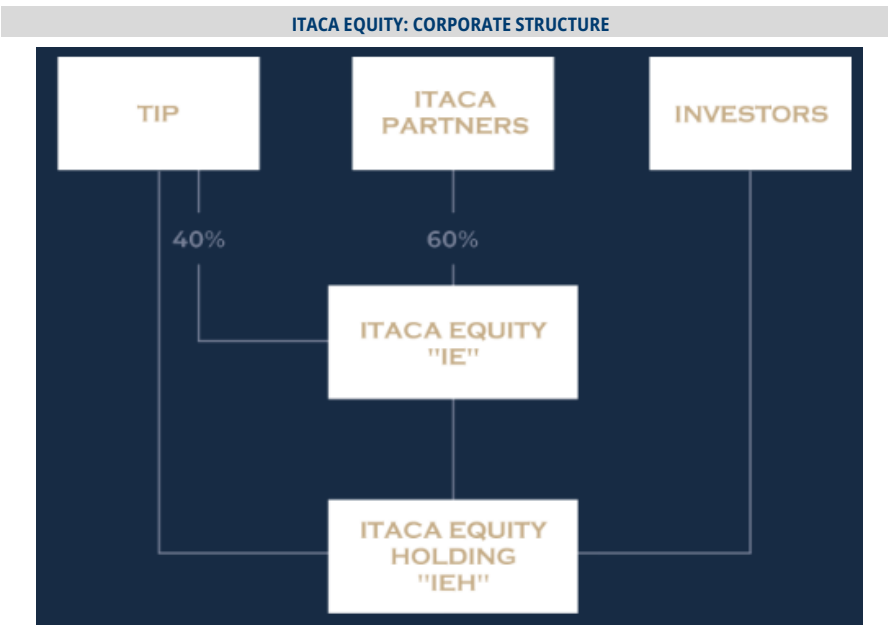 ITACA EQUITY: CORPORATE STRUCTURE
TIP
ITACA
PARTNERS
INVESTORS
40%
60%
ITACA EQUITY
"IE"
ITACA EQUITY
HOLDING
"IEH"